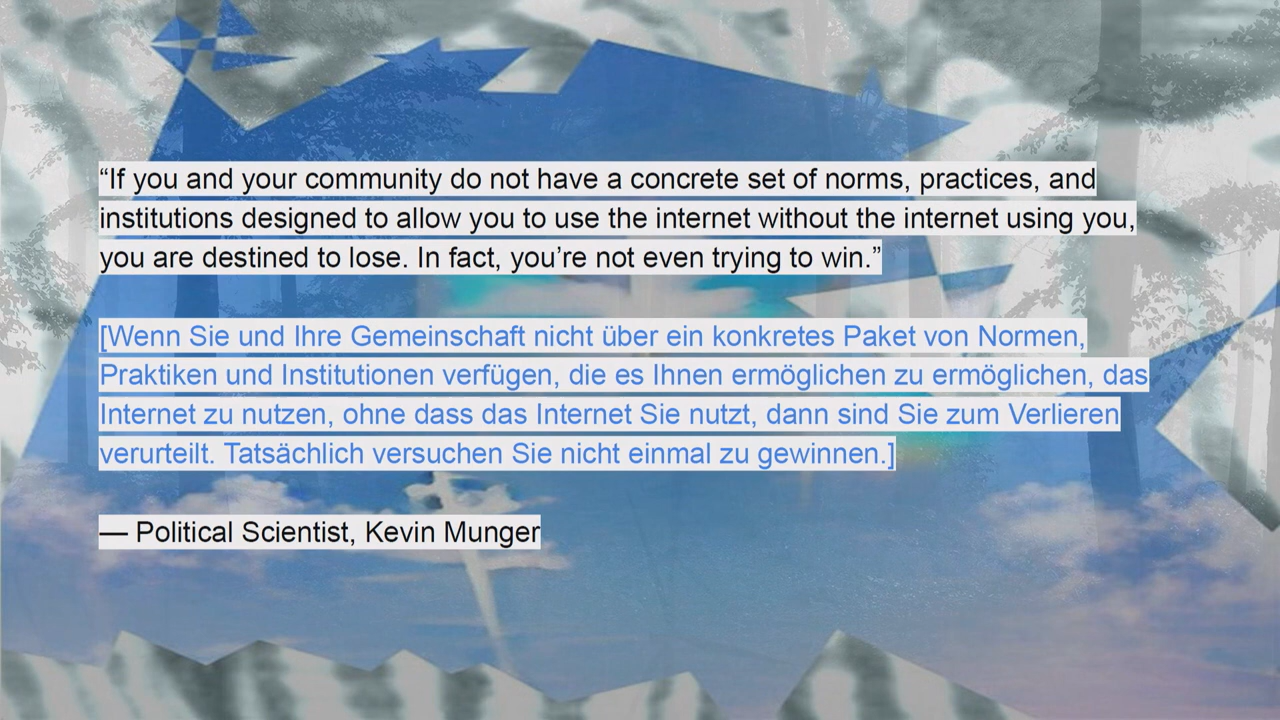 “If you and your community do not have a concrete set of norms, practices, and
institutions designed to allow you to use the internet without the internet using you,
you are destined to lose. In fact, you’re not even trying to win.”
[Wenn Sie und Ihre Gemeinschaft nicht über ein konkretes Paket von Normen,
Praktiken und Institutionen verfügen, die es Ihnen ermöglichen zu ermöglichen, das
Internet zu nutzen, ohne dass das Internet Sie nutzt, dann sind Sie zum Verlieren
verurteilt. Tatsächlich versuchen Sie nicht einmal zu gewinnen.]
— Political Scientist, Kevin Munger